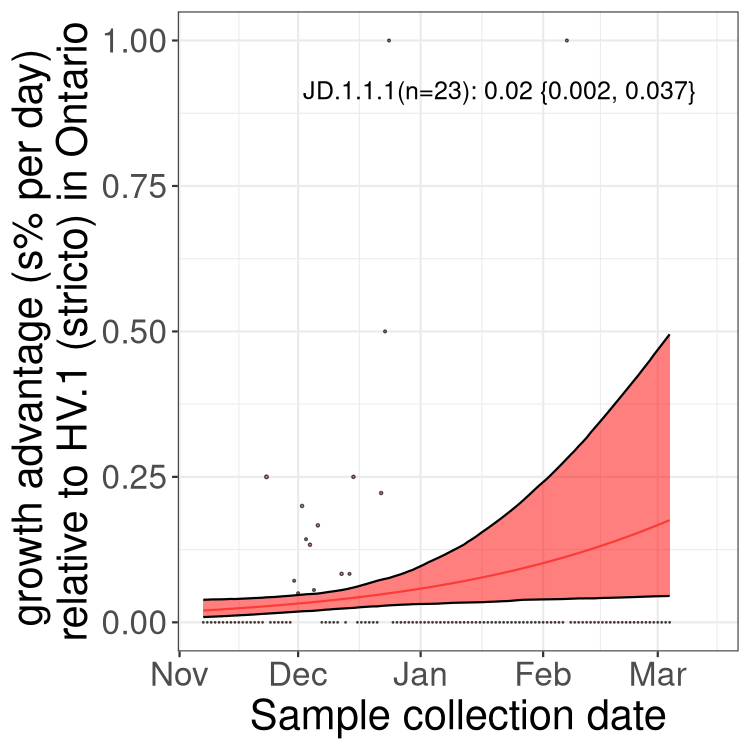 growth advantage (s% per day)
relative to HV.1 (stricto) in Ontario
1.00
JD.1.1.1(n=23): 0.02 {0.002, 0.037}
0.75
0.50
0.25
0.00
Nov Dec Jan Feb Mar
Sample collection date